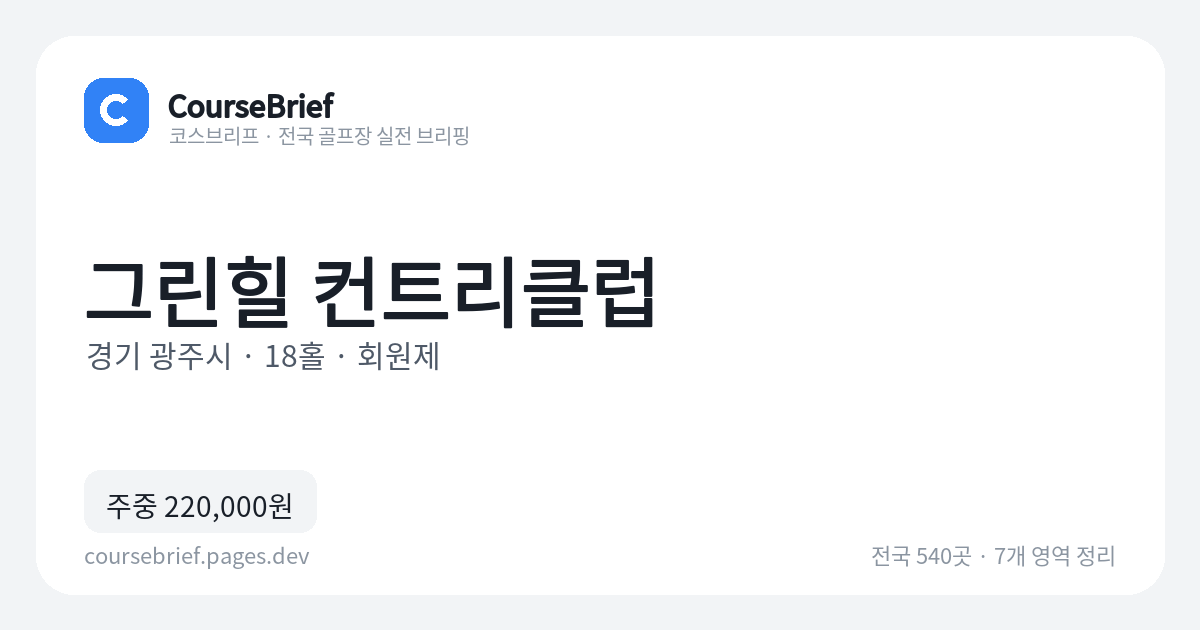 CourseBrief
코스브리프 · 전국 골프장 실전 브리핑
그린힐 컨트리클럽
경기 광주시 · 18홀 · 회원제
주중 220,000원
coursebrief.pages.dev
전국 540곳 · 7개 영역 정리